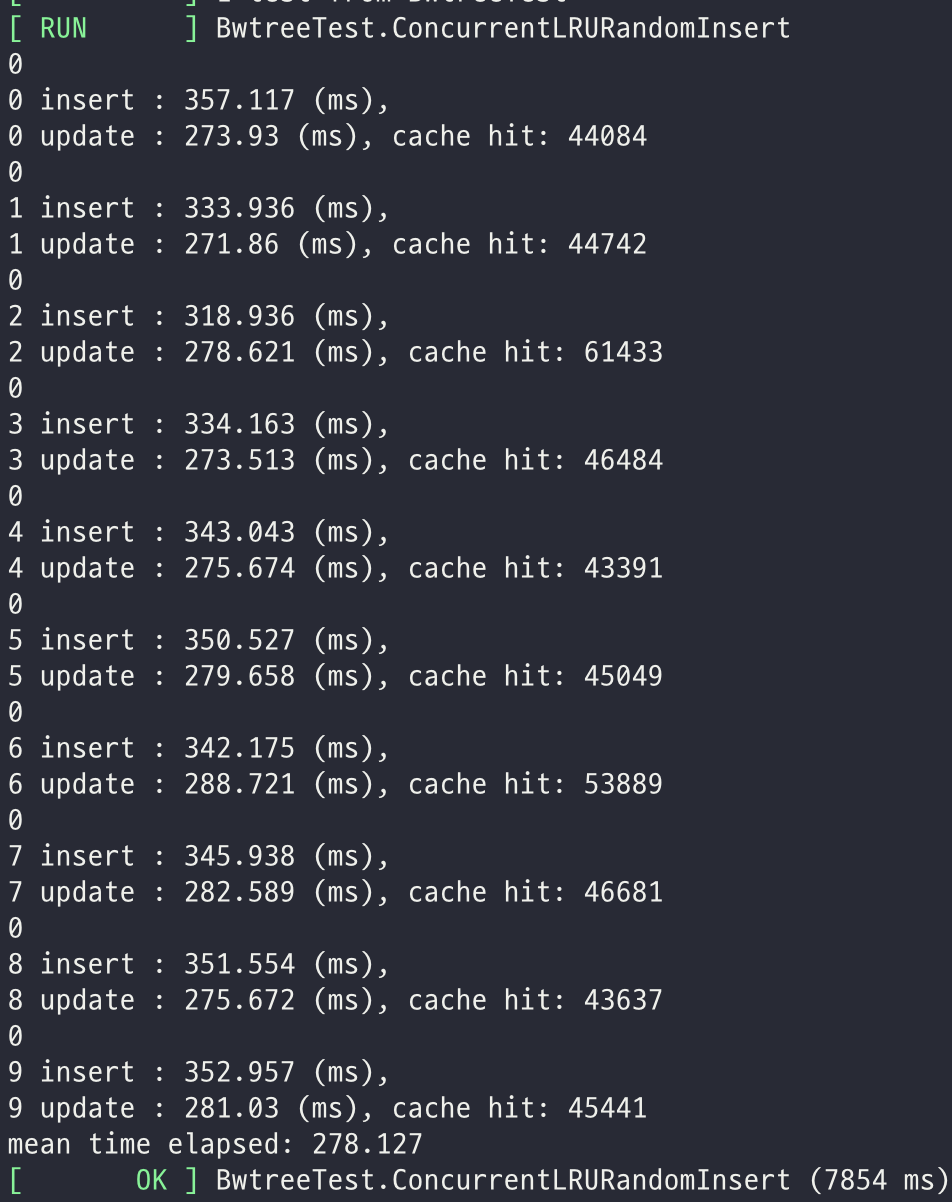 [ RUN      ] BwtreeTest.ConcurrentLRURandomInsert
0
0 insert : 357.117 (ms),
0 update : 273.93 (ms), cache hit: 44084
0
1 insert : 333.936 (ms),
1 update : 271.86 (ms), cache hit: 44742
0
2 insert : 318.936 (ms),
2 update : 278.621 (ms), cache hit: 61433
0
3 insert : 334.163 (ms),
3 update : 273.513 (ms), cache hit: 46484
0
4 insert : 343.043 (ms),
4 update : 275.674 (ms), cache hit: 43391
0
5 insert : 350.527 (ms),
5 update : 279.658 (ms), cache hit: 45049
0
6 insert : 342.175 (ms),
6 update : 288.721 (ms), cache hit: 53889
0
7 insert : 345.938 (ms),
7 update : 282.589 (ms), cache hit: 46681
0
8 insert : 351.554 (ms),
8 update : 275.672 (ms), cache hit: 43637
0
9 insert : 352.957 (ms),
9 update : 281.03 (ms), cache hit: 45441
mean time elapsed: 278.127
[       OK ] BwtreeTest.ConcurrentLRURandomInsert (7854 ms)